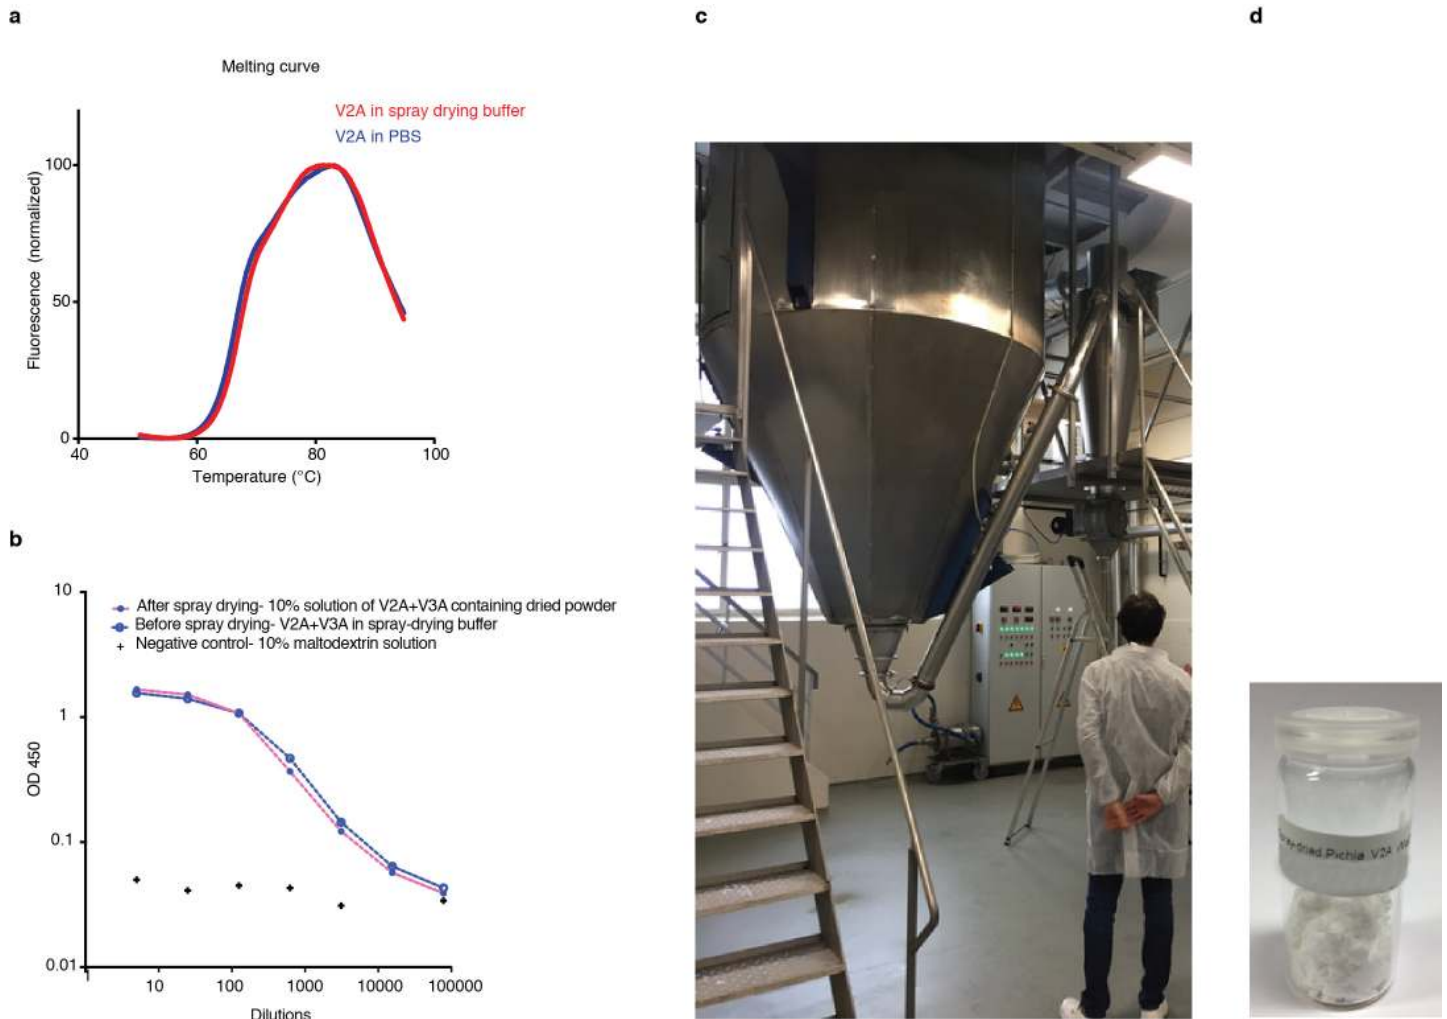 a
Melting curve
V2A in spray drying buffer
V2A in PBS
Fluorescence (normalized)
100
50
0
40
60
80
100
Temperature (°C)
b
After spray drying- 10% solution of V2A+V3A containing dried powder
Before spray drying- V2A+V3A in spray-drying buffer
Negative control- 10% maltodextrin solution
OD 450
10
1
0.1
0.01
10
100
1000
10000
100000
Dilutions
c
d
dried Pichia V2A